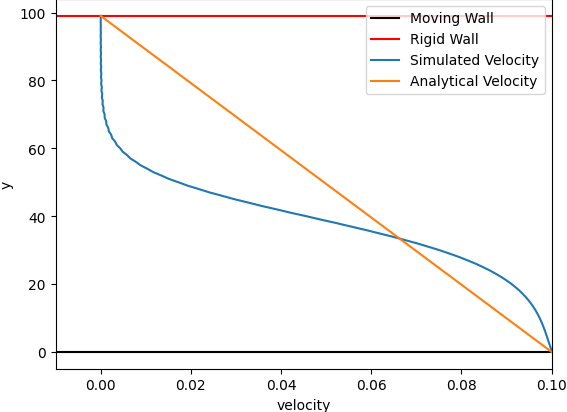 100
80
60
40
20
0
y
0.00 0.02 0.04 0.06 0.08 0.10
velocity
Moving Wall
Rigid Wall
Simulated Velocity
Analytical Velocity